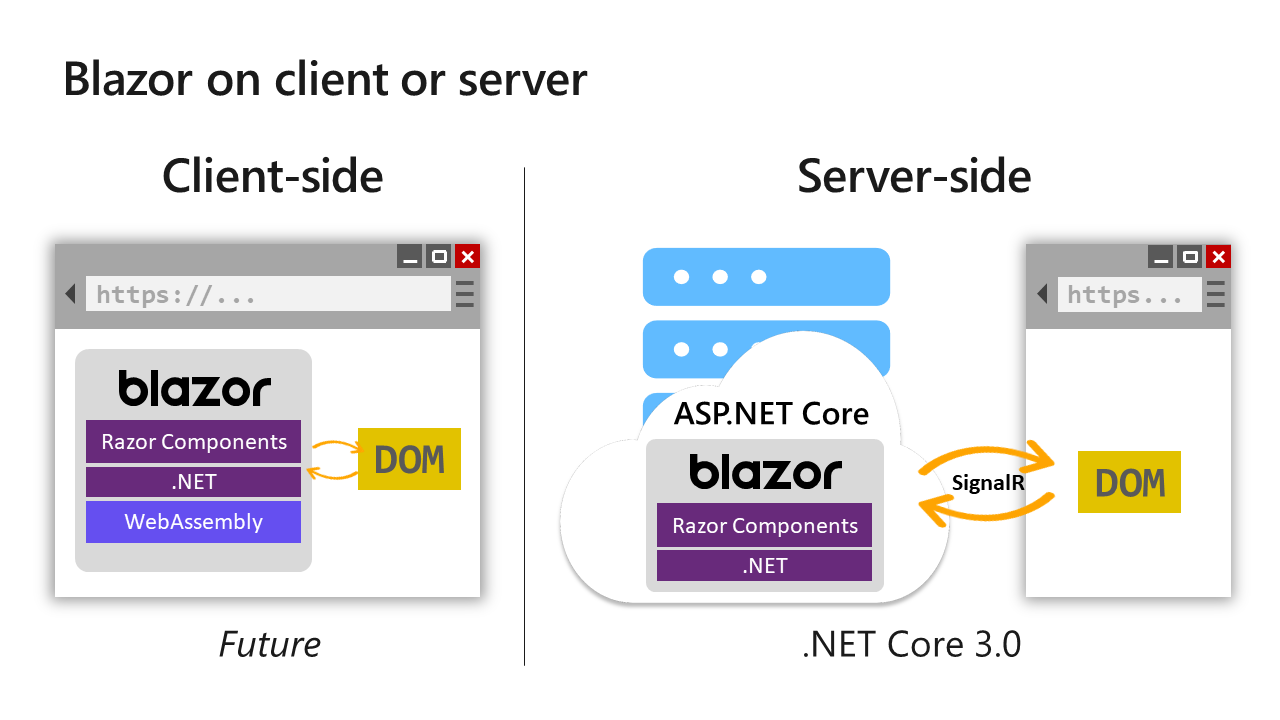 Blazor on client or server
Client-side
https://...
blazor
Razor Components
.NET
WebAssembly
DOM
Future
Server-side
ASP.NET Core
blazor
Razor Components
.NET
SignalR
https...
DOM
.NET Core 3.0